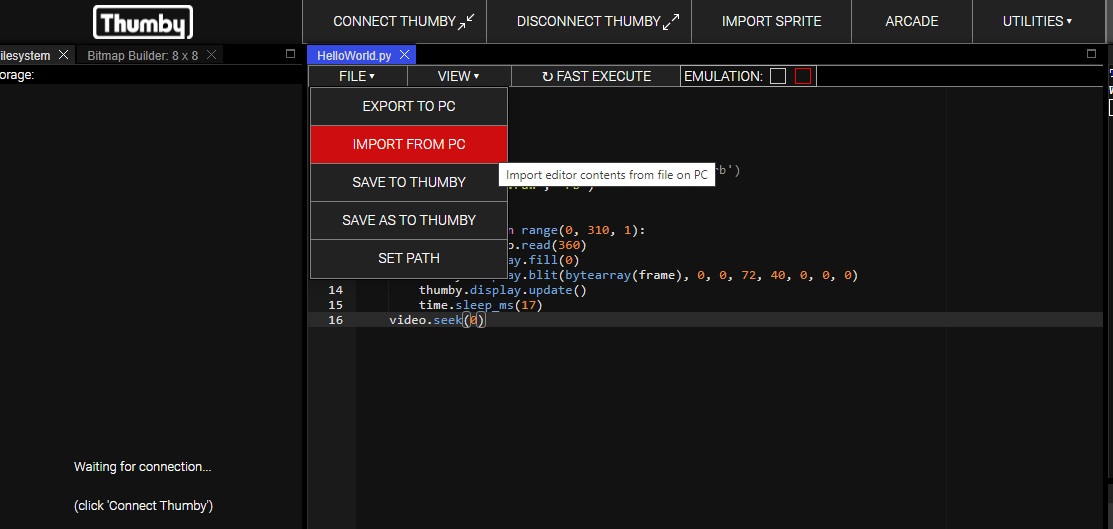 Thumby
CONNECT THUMBY
DISCONNECT THUMBY
IMPORT SPRITE
ARCADE
UTILITIES ▾
ilesystem
Bitmap Builder: 8 x 8
HelloWorld.py
orage:
FILE ▾
VIEW ▾
↻ FAST EXECUTE
EMULATION:
EXPORT TO PC
IMPORT FROM PC
SAVE TO THUMBY
SAVE AS TO THUMBY
SET PATH
Import editor contents from file on PC
rb')
n range(0, 310, 1):
o.read(360)
ay.fill(0)
ay.blit(bytearray(frame), 0, 0, 72, 40, 0, 0, 0)
14 thumby.display.update()
15 time.sleep_ms(17)
16 video.seek(0)
Waiting for connection...
(click 'Connect Thumby')